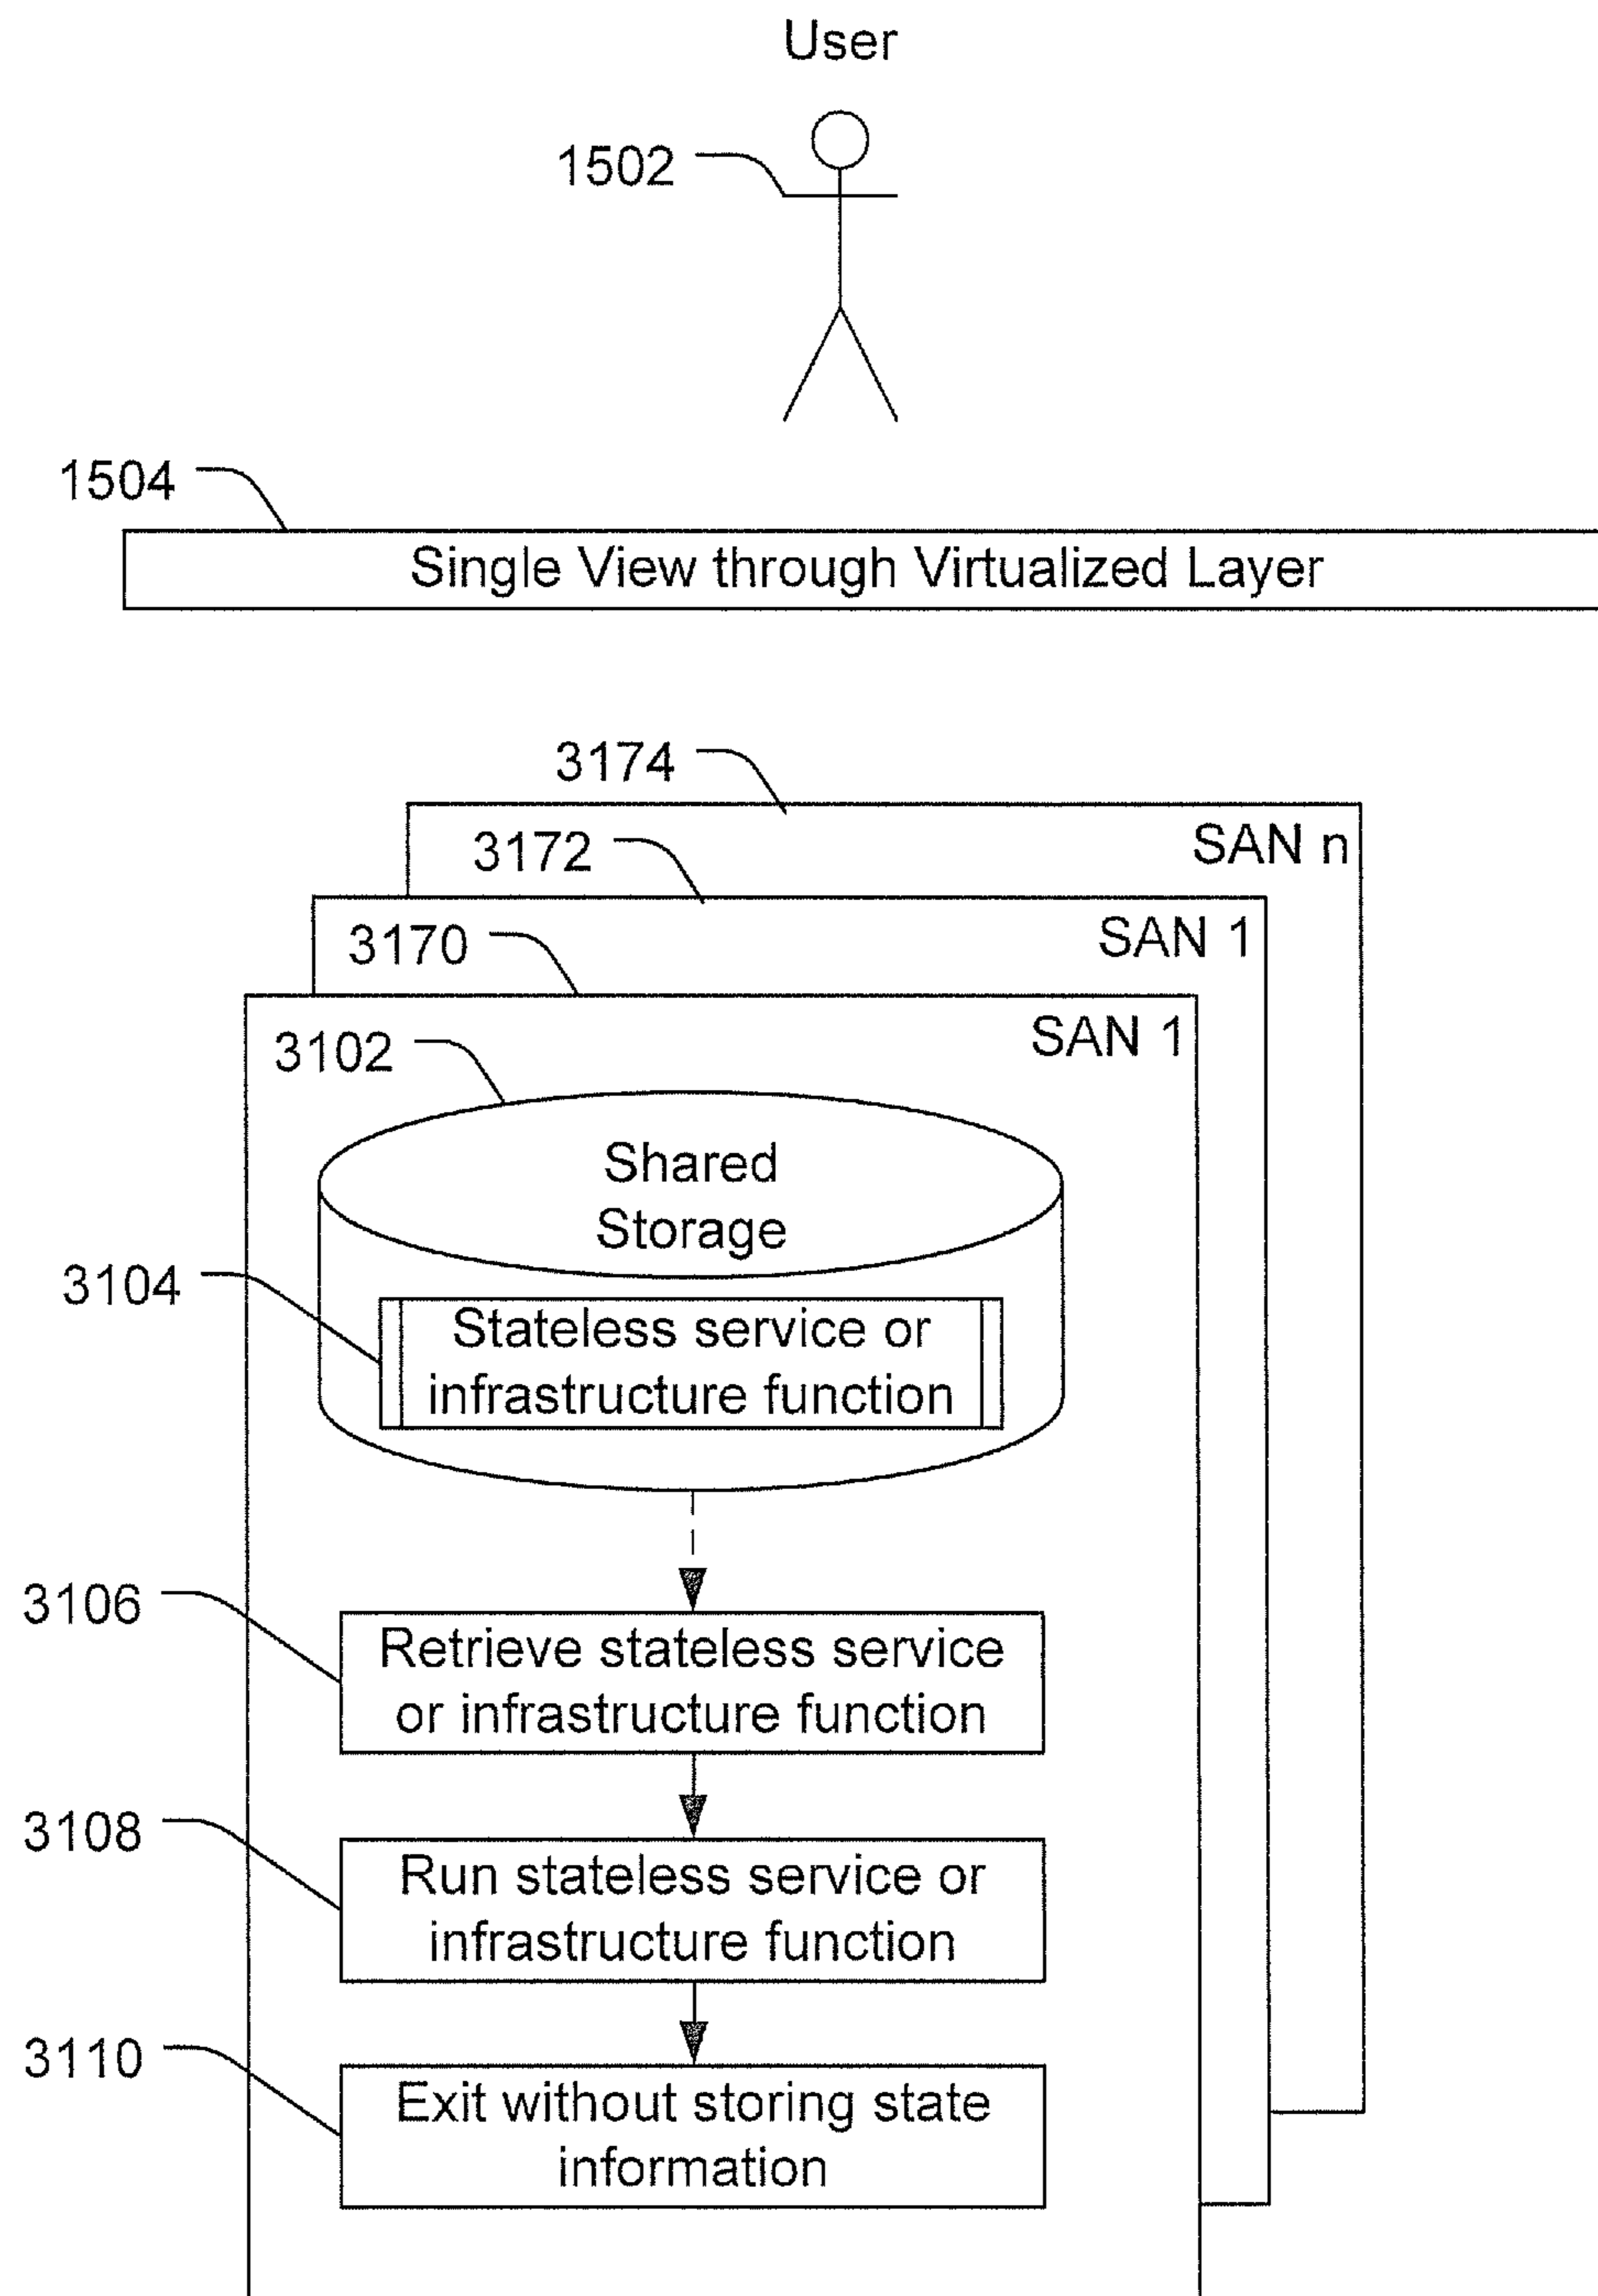 User
1502
1504
Single View through Virtualized Layer
3174
SAN n
3172
SAN 1
3170
SAN 1
3102
Shared
Storage
3104
Stateless service or
infrastructure function
3106
Retrieve stateless service
or infrastructure function
3108
Run stateless service or
infrastructure function
3110
Exit without storing state
information